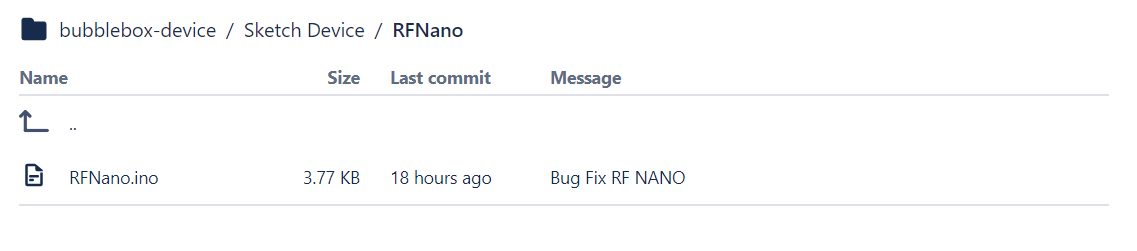 bubblebox-device / Sketch Device / RFNano
Name Size Last commit Message
..
RFNano.ino 3.77 KB 18 hours ago Bug Fix RF NANO